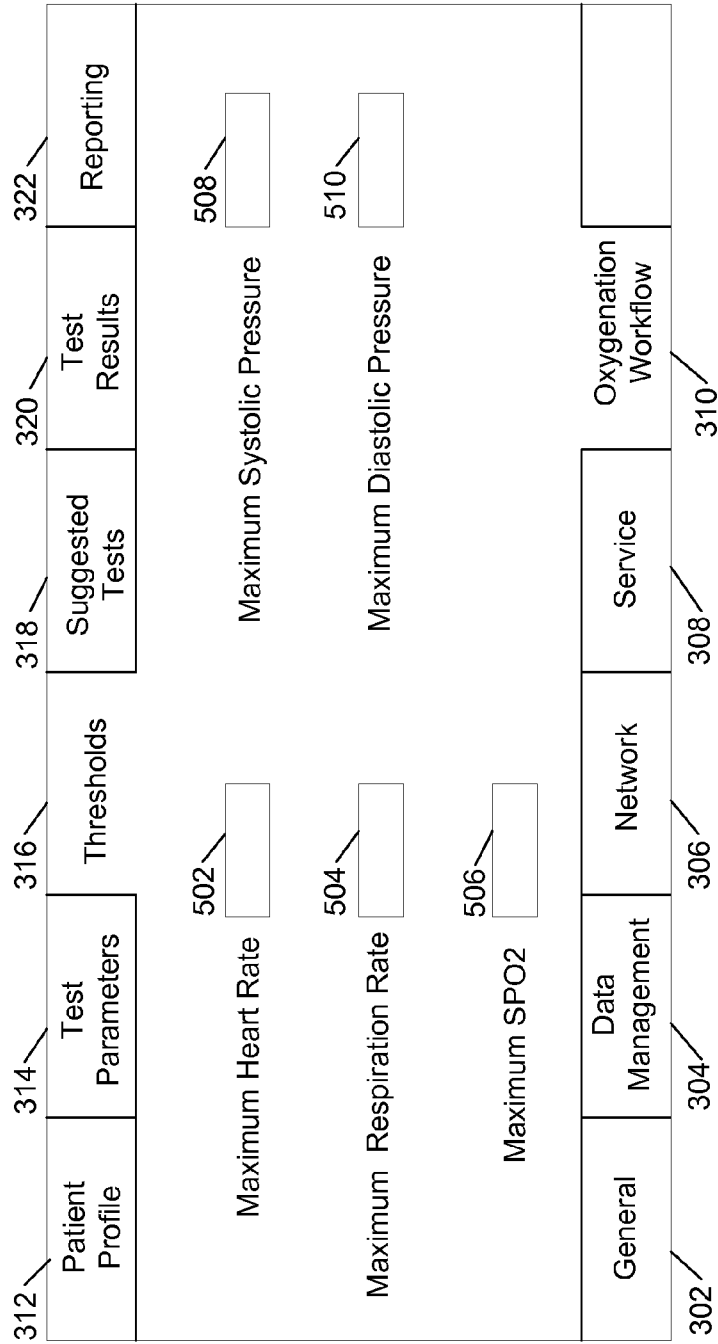 312 314 316 318 320 322
Patient Profile
Test Parameters
Thresholds
Suggested Tests
Test Results
Reporting
Maximum Heart Rate
502
Maximum Systolic Pressure
508
Maximum Respiration Rate
504
Maximum Diastolic Pressure
510
Maximum SPO2
506
General
Data Management
Network
Service
Oxygenation Workflow
302 304 306 308 310